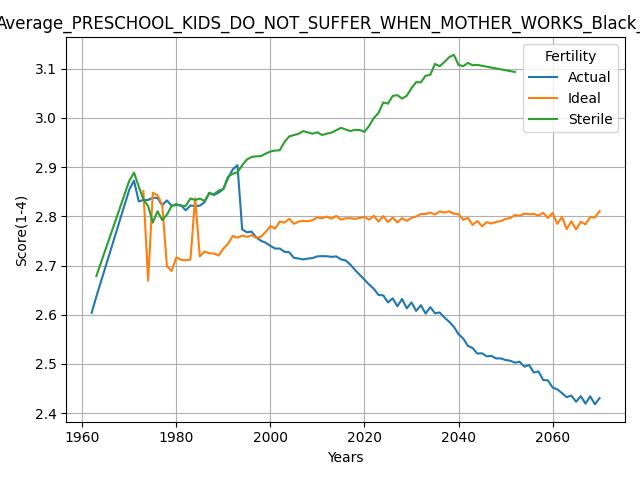 Average_PRESCHOOL_KIDS_DO_NOT_SUFFER_WHEN_MOTHER_WORKS_Black_
Fertility
Actual
Ideal
Sterile
3.1
3.0
2.9
2.8
2.7
2.6
2.5
2.4
Score(1-4)
1960 1980 2000 2020 2040 2060
Years